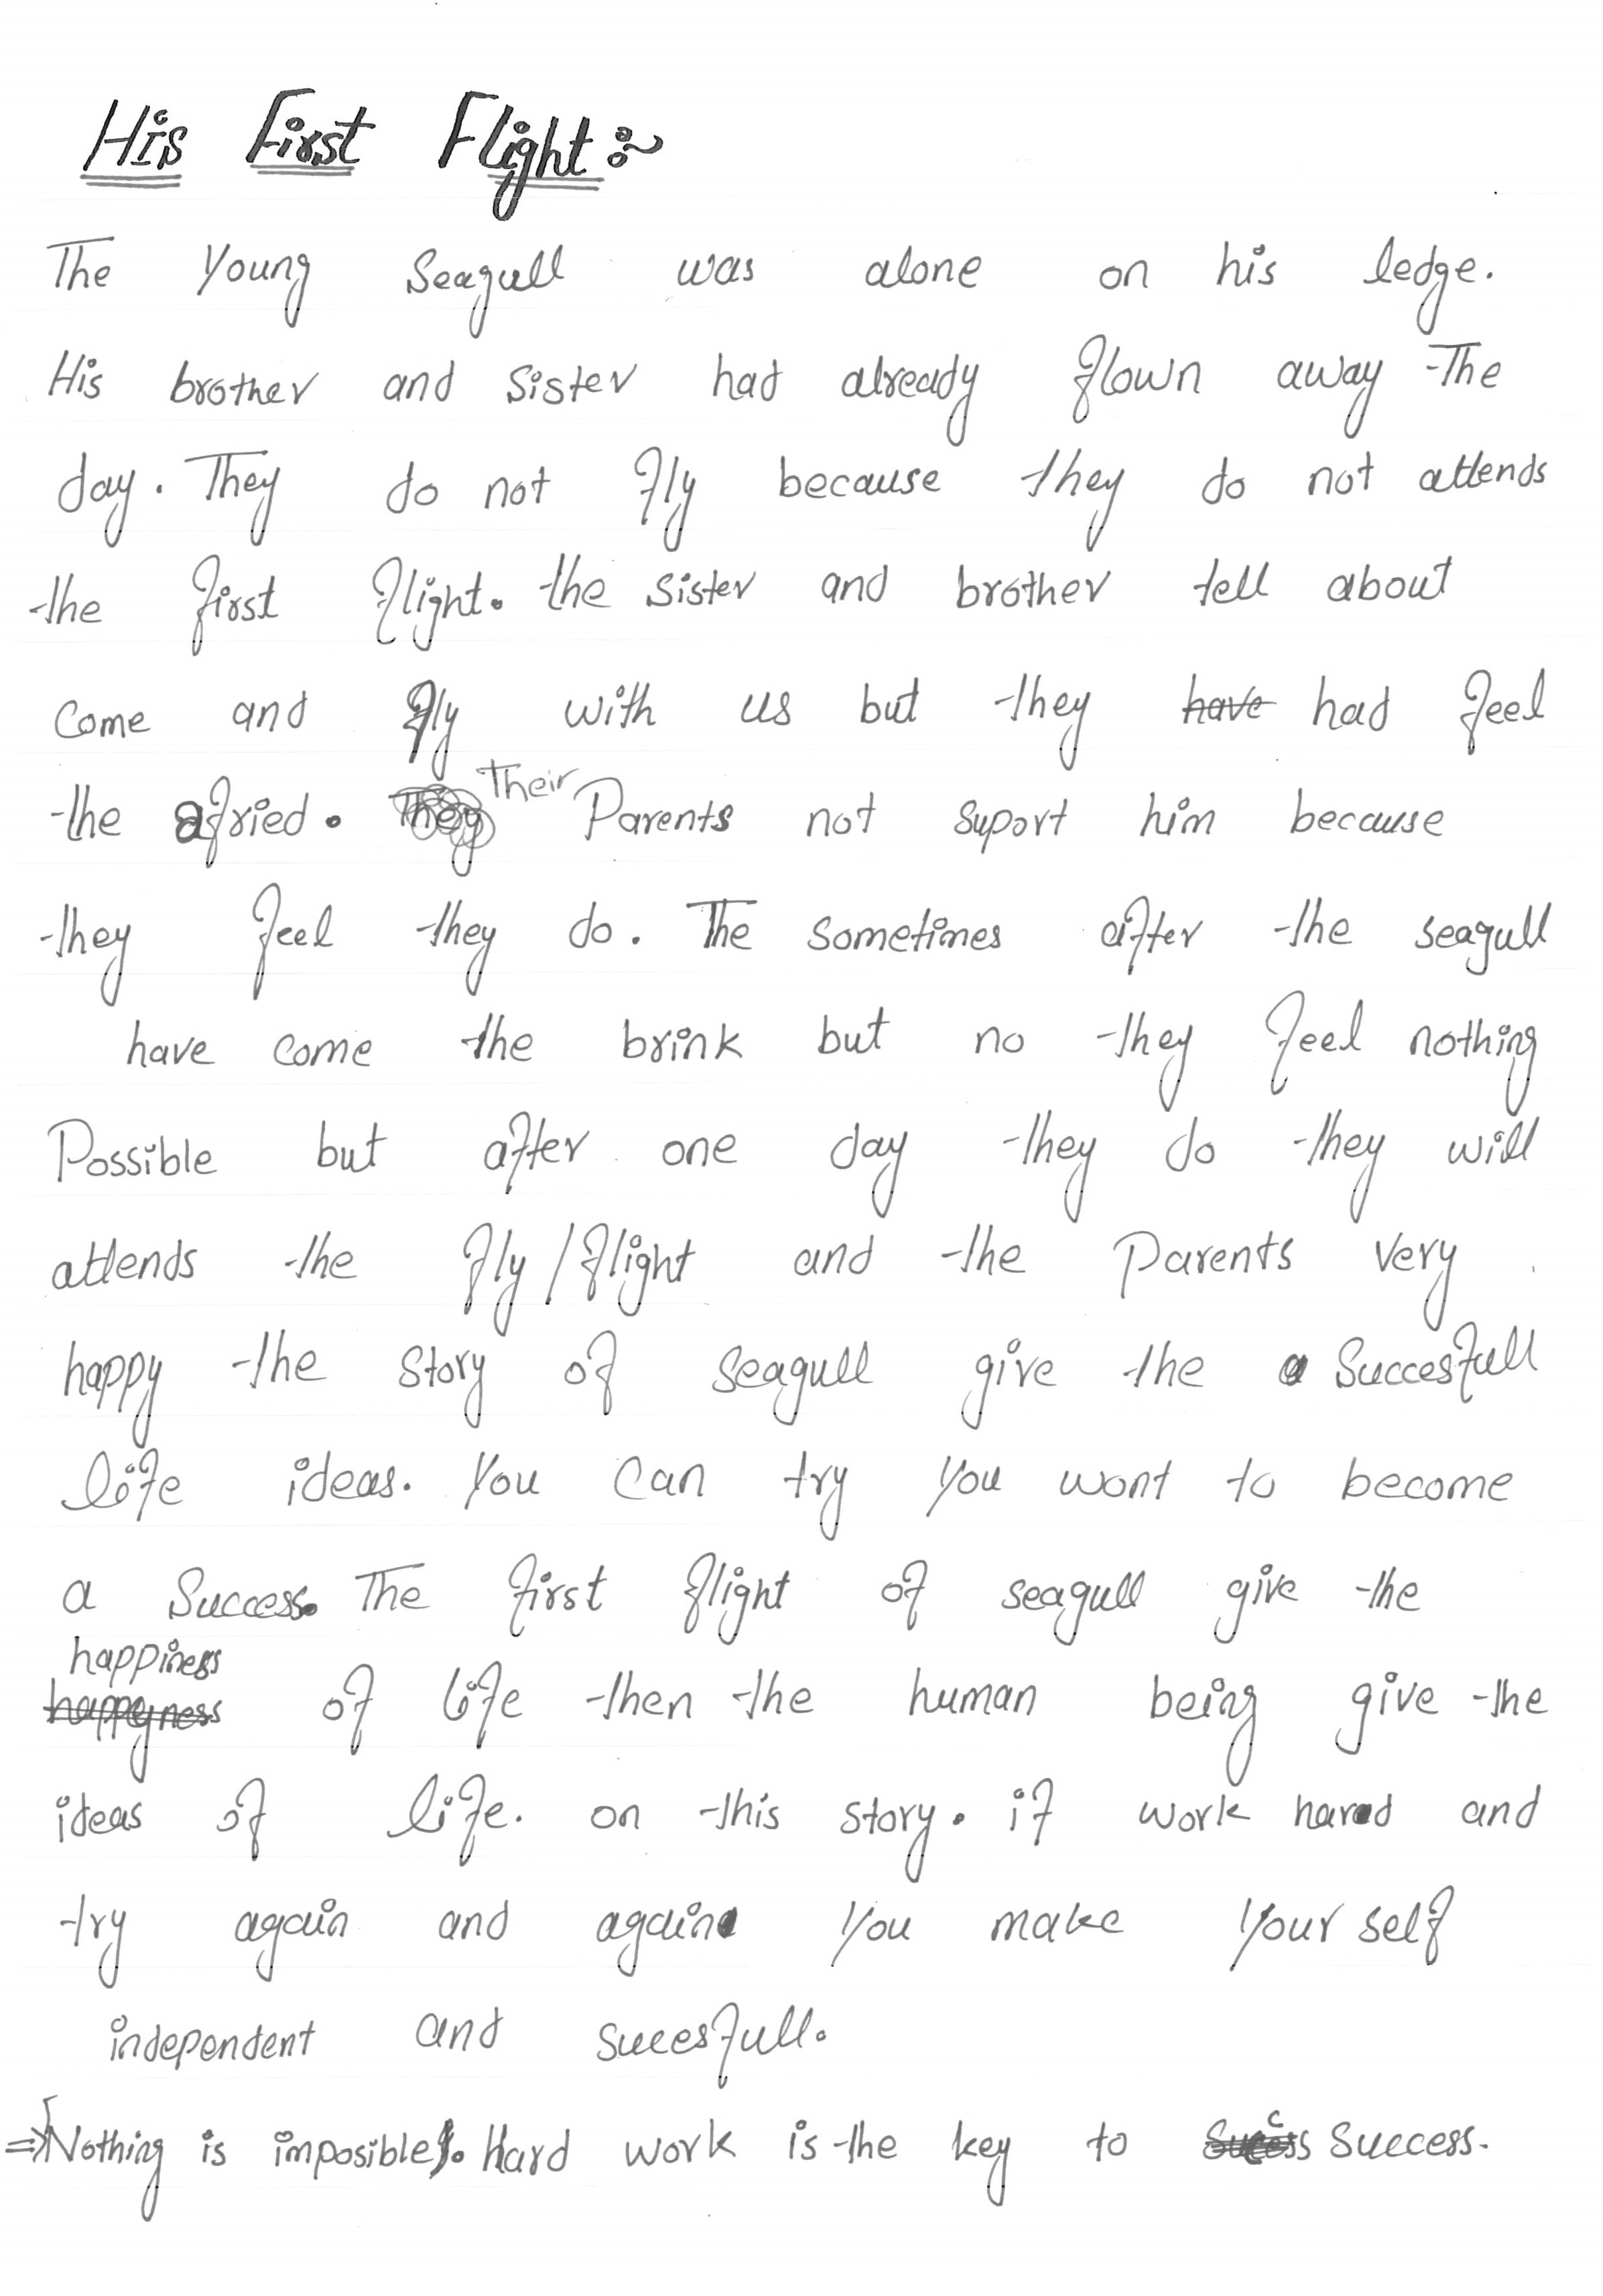 His First Flight:~
The Young Seagull was alone on his ledge.
His brother and sister had already flown away The
day. They do not fly because they do not attends
the first flight. the sister and brother tell about
come and fly with us but they have had feel
the afried. They Their Parents not suport him because
they feel they do. The sometimes after the seagull
have come the brink but no they feel nothing
Possible but after one day they do they will
attends the fly/flight and the Parents very
happy the story of seagull give the Succesfull
life ideas. You can try you wont to become
a Success. The first flight of seagull give the
happiness
happyness of life then the human being give the
ideas of life. on this story. if work hard and
try again and again You make Your self
independent and sucesfull.
⇒ Nothing is imposible. Hard work is the key to Success Success.